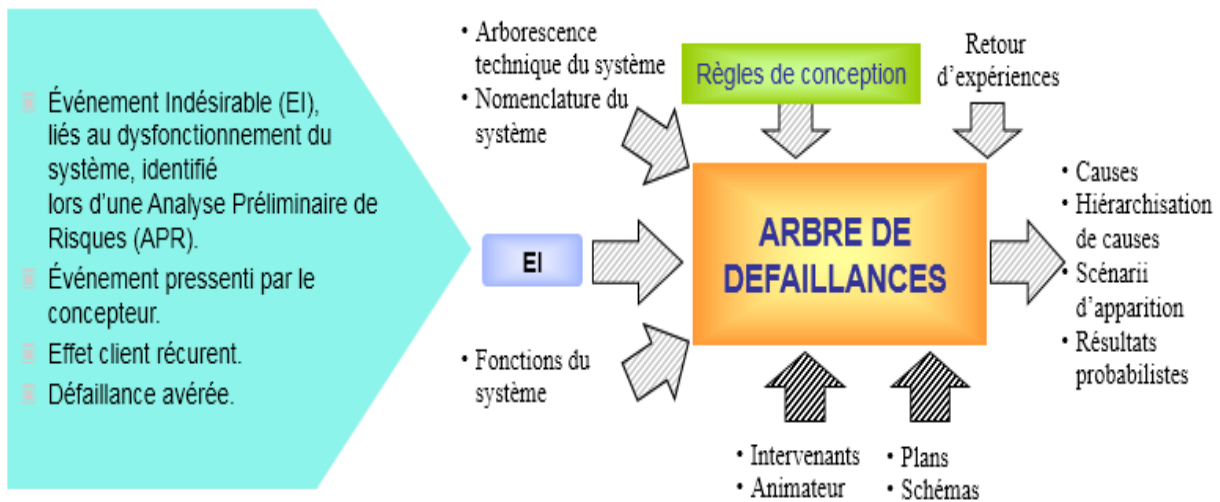 Événement Indésirable (EI),
liés au dysfonctionnement du
système, identifié
lors d'une Analyse Préliminaire de
Risques (APR).
Événement pressenti par le
concepteur.
Effet client récurent.
Défaillance avérée.
• Arborescence
technique du système
• Nomenclature du
système
Règles de conception
Retour
d'expériences
EI
ARBRE DE
DEFAILLANCES
• Fonctions du
système
• Causes
• Hiérarchisation
de causes
• Scénarii
d'apparition
• Résultats
probabilistes
• Intervenants
• Animateur
• Plans
• Schémas